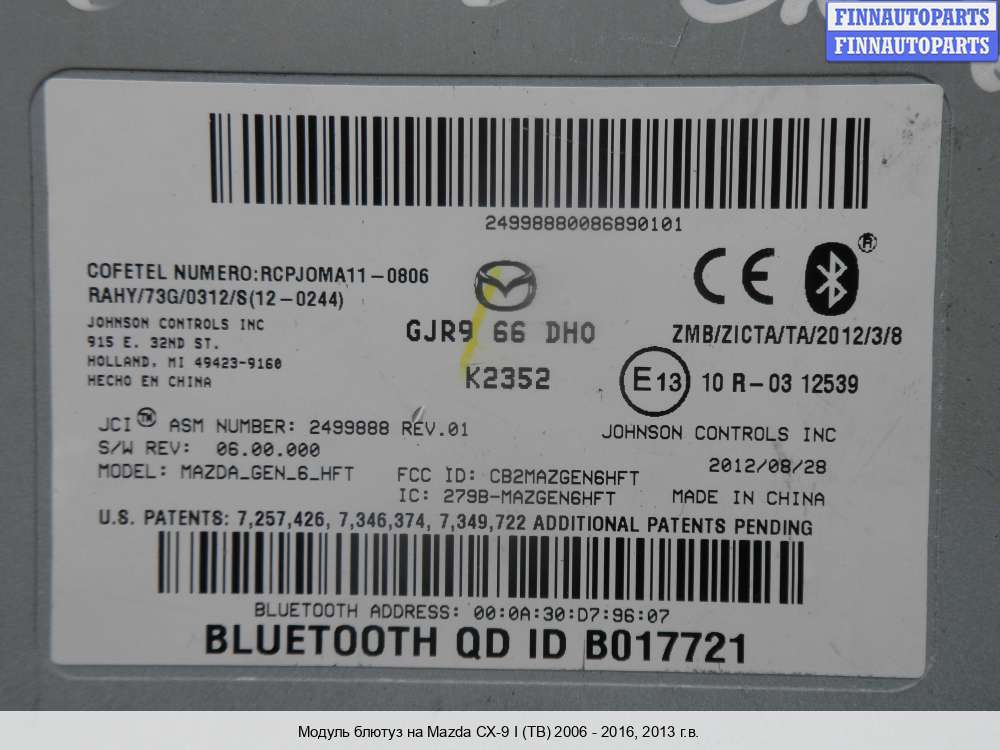 FINNAUTOPARTS
FINNAUTOPARTS
24998880086890101
COFETEL NUMERO:RCPJOMA11-0806
RAHY/73G/0312/S(12-0244)
JOHNSON CONTROLS INC
915 E. 32ND ST.
HOLLAND, MI 49423-9160
HECHO EN CHINA
GJR9 66 DH0
K2352
CE
®
ZMB/ZICTA/TA/2012/3/8
E13 10 R-03 12539
JCI™ ASM NUMBER: 2499888 REV.01
S/W REV: 06.00.000
MODEL: MAZDA_GEN_6_HFT
JOHNSON CONTROLS INC
2012/08/28
FCC ID: CB2MAZGEN6HFT
IC: 279B-MAZGEN6HFT
MADE IN CHINA
U.S. PATENTS: 7,257,426, 7,346,374, 7,349,722 ADDITIONAL PATENTS PENDING
BLUETOOTH ADDRESS: 00:0A:30:D7:96:07
BLUETOOTH QD ID B017721
Модуль блютуз на Mazda CX-9 I (TB) 2006 - 2016, 2013 г.в.